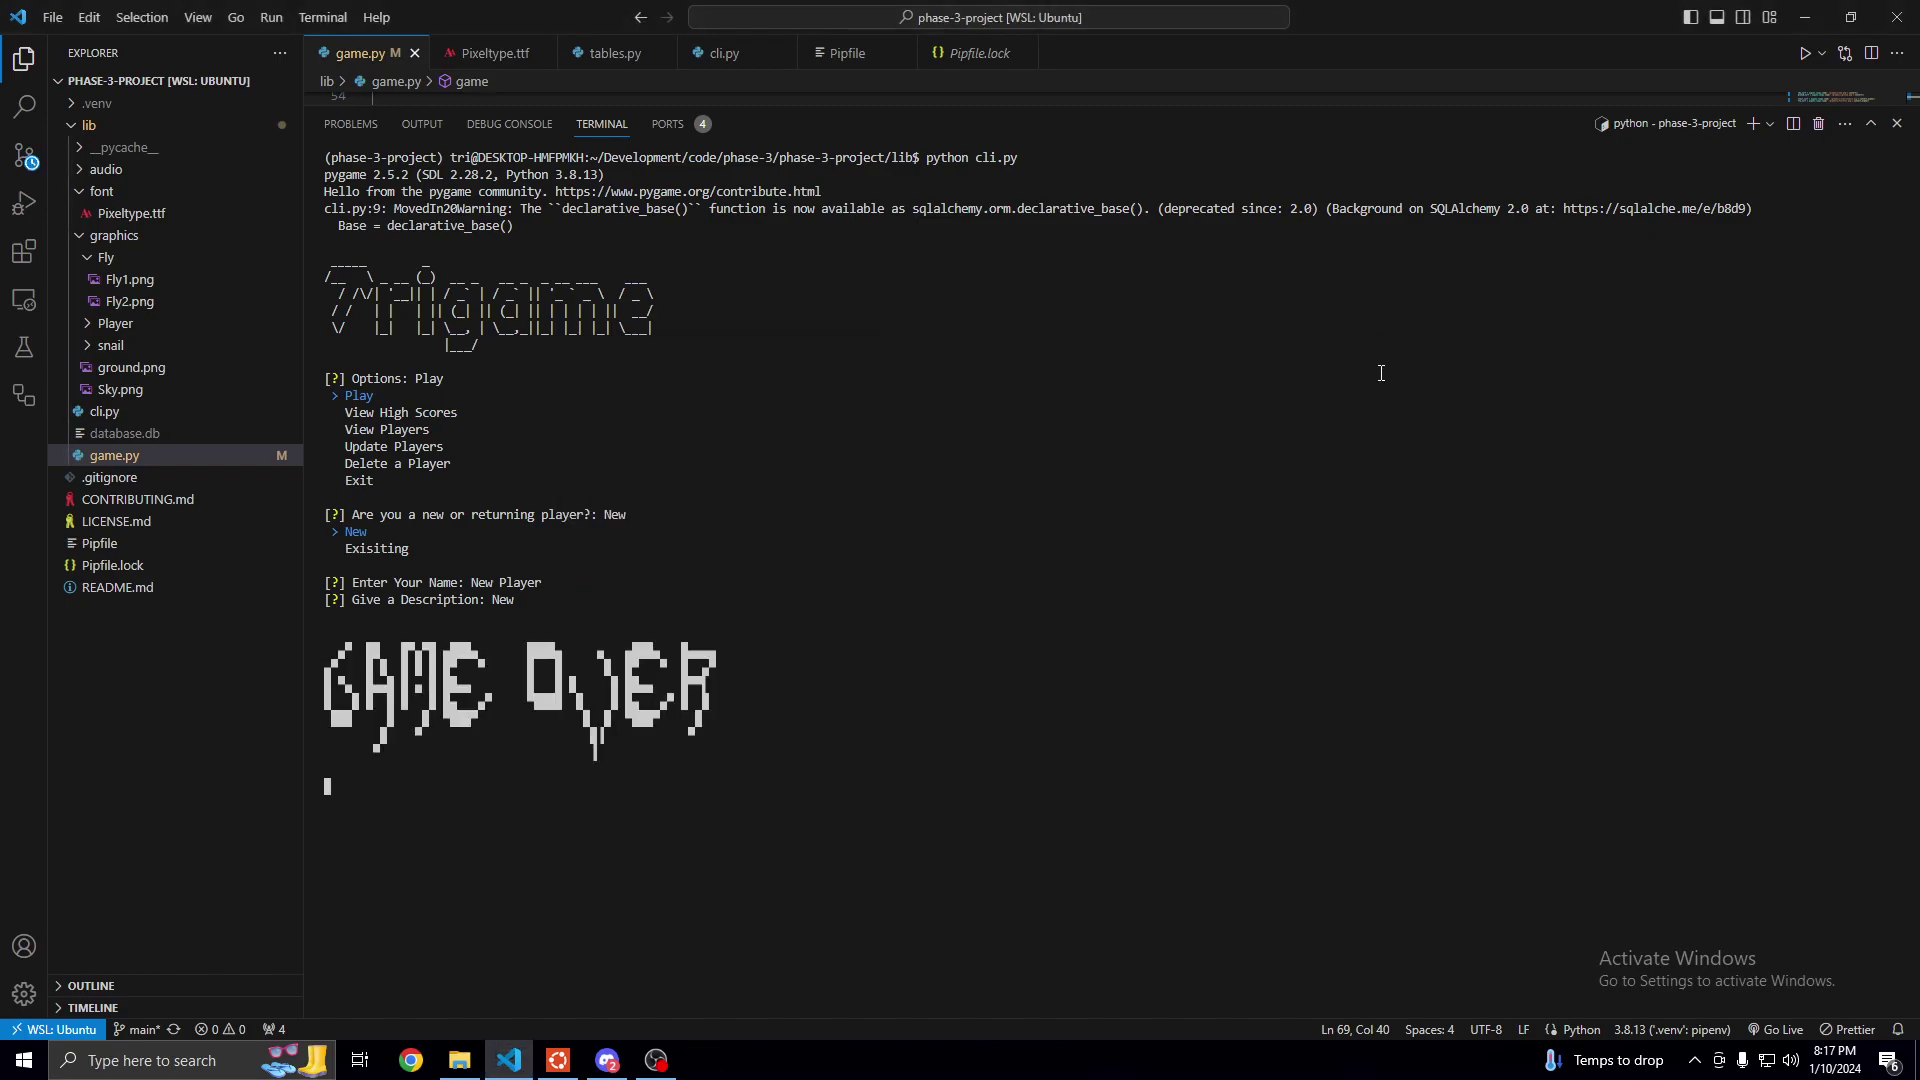 File Edit Selection View Go Run Terminal Help
phase-3-project [WSL: Ubuntu]
EXPLORER
game.py M
Pixeltype.ttf
tables.py
cli.py
Pipfile
Pipfile.lock
PHASE-3-PROJECT [WSL: UBUNTU]
lib > game.py > game
.venv
54
lib
PROBLEMS OUTPUT DEBUG CONSOLE TERMINAL PORTS 4
python - phase-3-project
__pycache__
audio
font
Pixeltype.ttf
graphics
Fly
Fly1.png
Fly2.png
Player
snail
ground.png
Sky.png
cli.py
database.db
game.py M
.gitignore
CONTRIBUTING.md
LICENSE.md
Pipfile
Pipfile.lock
README.md
OUTLINE
TIMELINE
(phase-3-project) tri@DESKTOP-HMFPMKH:~/Development/code/phase-3/phase-3-project/lib$ python cli.py
pygame 2.5.2 (SDL 2.28.2, Python 3.8.13)
Hello from the pygame community. https://www.pygame.org/contribute.html
cli.py:9: MovedIn20Warning: The ``declarative_base()`` function is now available as sqlalchemy.orm.declarative_base(). (deprecated since: 2.0) (Background on SQLAlchemy 2.0 at: https://sqlalche.me/e/b8d9)
Base = declarative_base()
Trigame
[?] Options: Play
> Play
View High Scores
View Players
Update Players
Delete a Player
Exit
[?] Are you a new or returning player?: New
> New
Exisiting
[?] Enter Your Name: New Player
[?] Give a Description: New
GAME OVER
Activate Windows
Go to Settings to activate Windows.
WSL: Ubuntu main* 0 0 4
Ln 69, Col 40 Spaces: 4 UTF-8 LF Python 3.8.13 ('.venv': pipenv) Go Live Prettier
Type here to search
2
Temps to drop
8:17 PM
1/10/2024
6